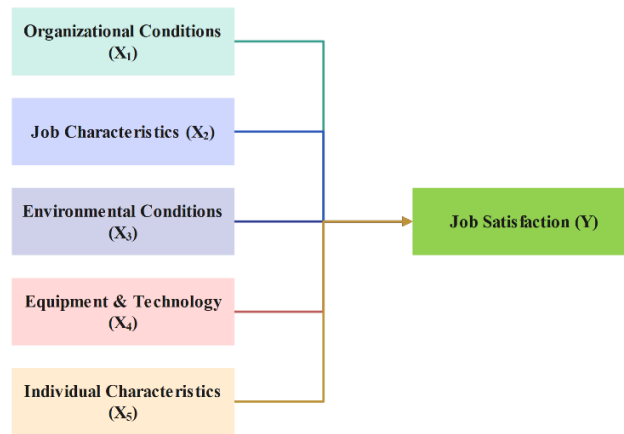 Organizational Conditions
(X₁)
Job Characteristics (X₂)
Environmental Conditions
(X₃)
Job Satisfaction (Y)
Equipment & Technology
(X₄)
Individual Characteristics
(X₅)